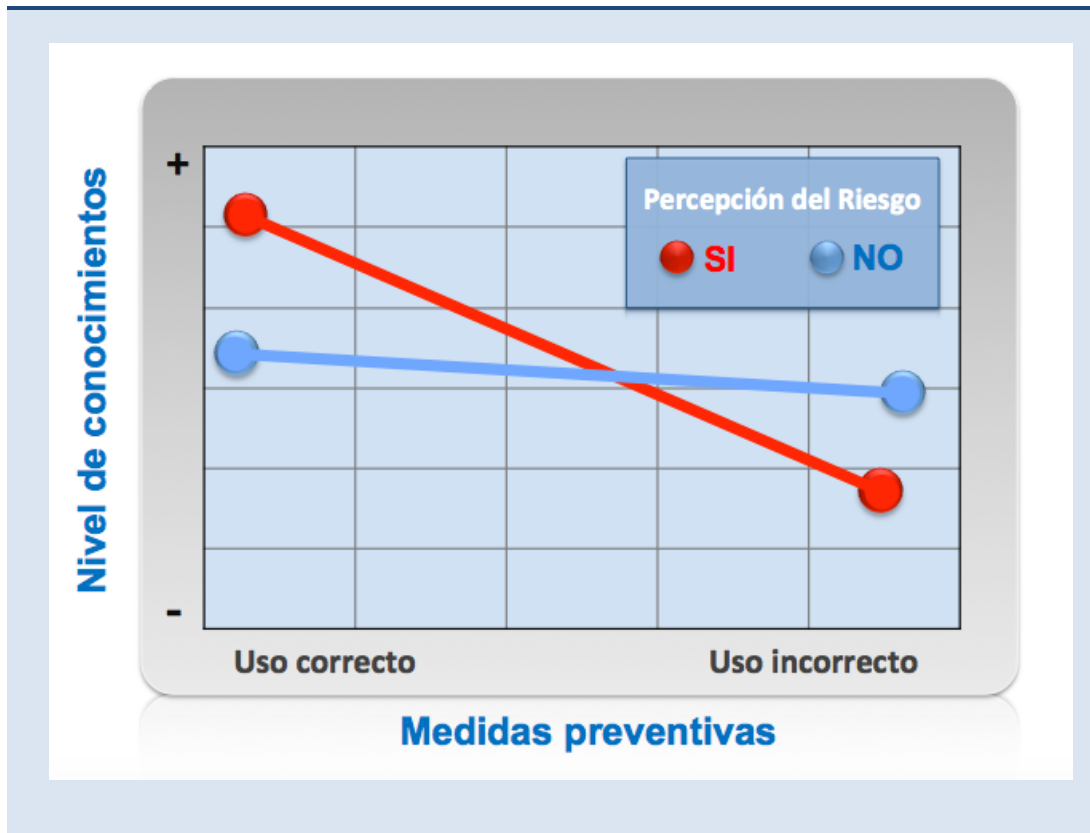 Nivel de conocimientos
+
-
Percepción del Riesgo
SI NO
Uso correcto Uso incorrecto
Medidas preventivas